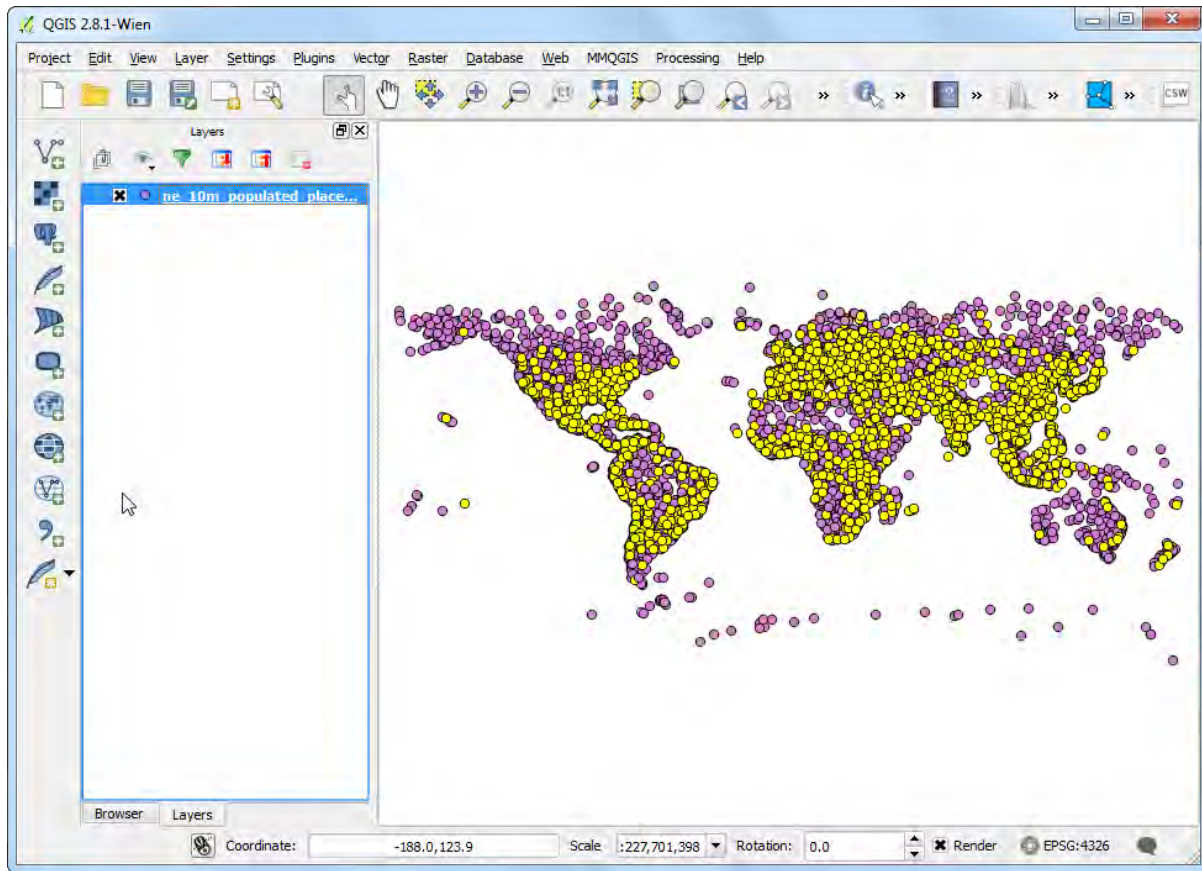 QGIS 2.8.1-Wien
Project Edit View Layer Settings Plugins Vector Raster Database Web MMQGIS Processing Help
CSW
Layers
ne_10m_populated_place...
Browser Layers
Coordinate: -188.0,123.9 Scale :227,701,398 Rotation: 0.0 Render EPSG:4326